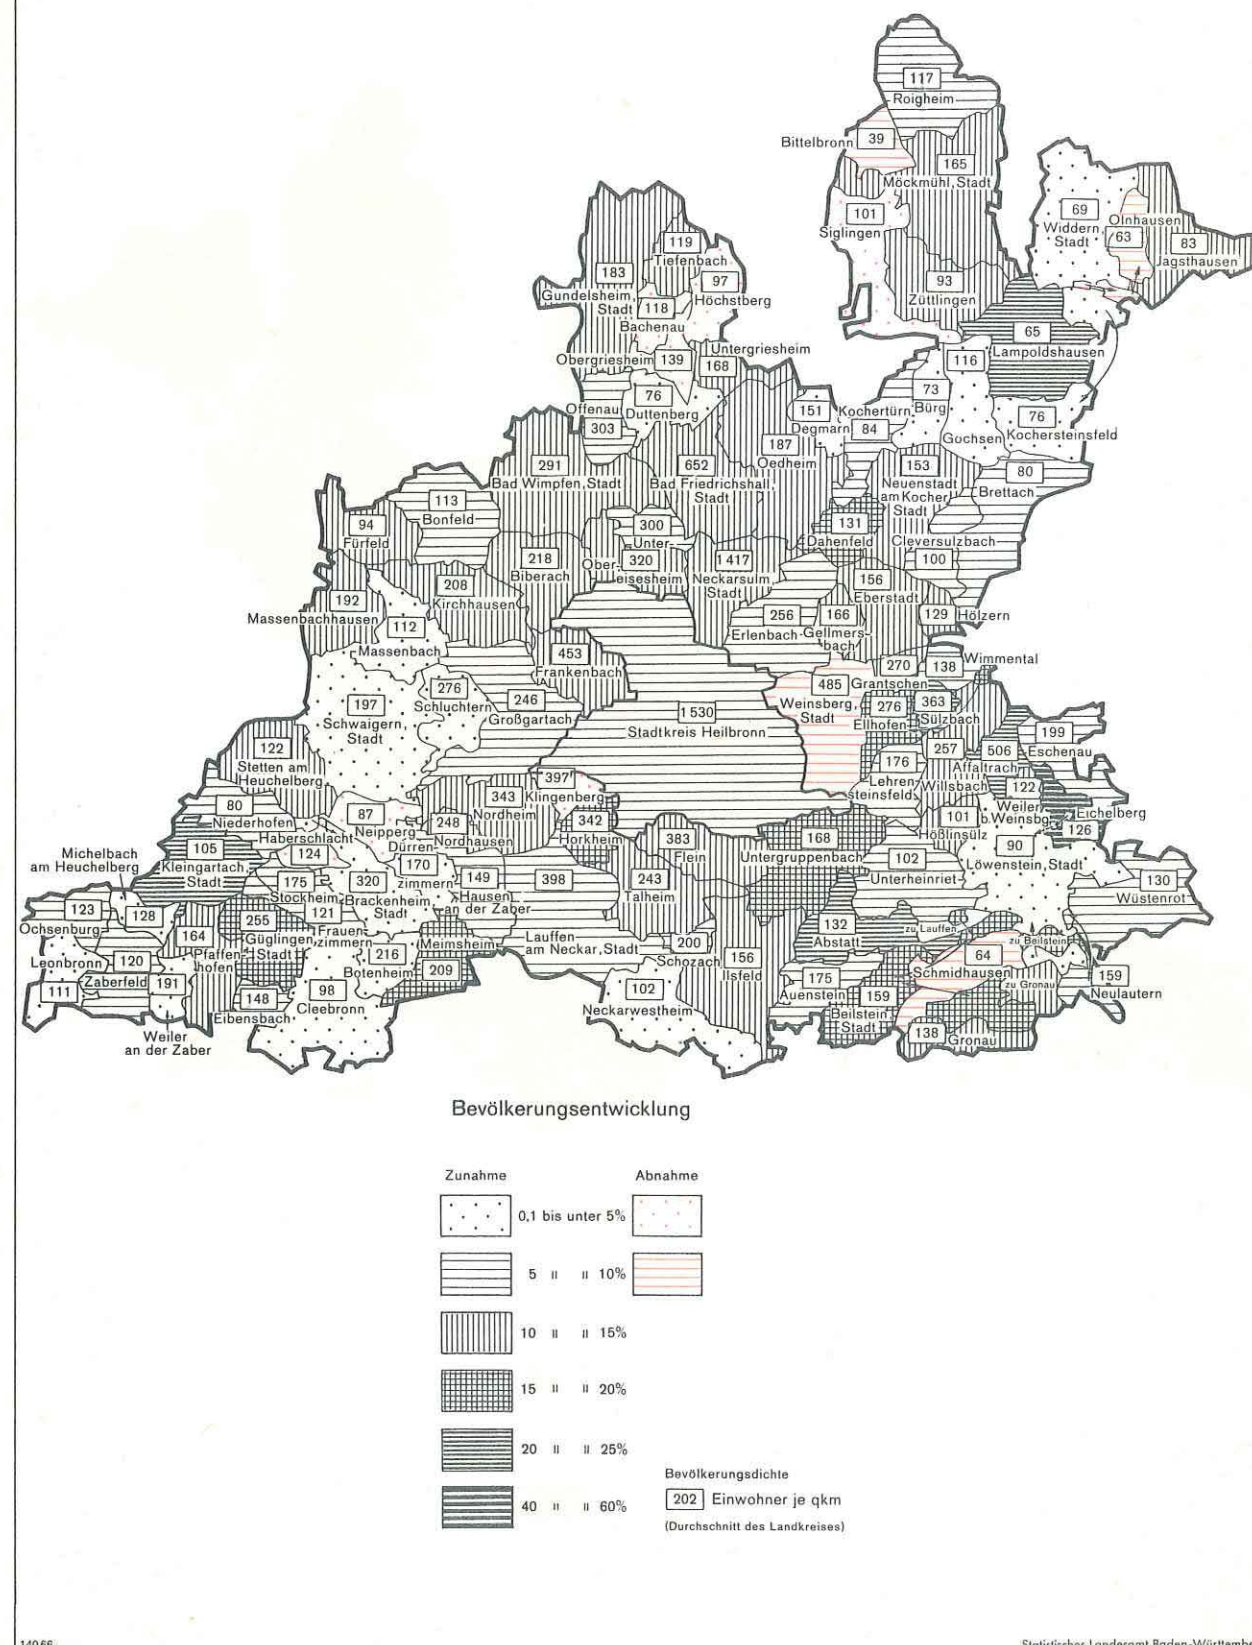 117
Roigheim
Bittelbronn 39
165
Möckmühl, Stadt
101
Siglingen
69
Widdern,
Stadt
Olnhausen
63
83
Jagsthausen
119
Tiefenbach
183
Gundelsheim,
Stadt
97
Höchstberg
118
Bachenau
93
Züttlingen
65
Lampoldshausen
Obergriesheim 139
Untergriesheim
168
116
Gochsen
76
Duttenberg
Offenau
303
151
Degmarn
Kochertürn
84
73
Bürg
76
Kochersteinsfeld
187
Oedheim
291
Bad Wimpfen, Stadt
652
Bad Friedrichshall,
Stadt
153
Neuenstadt
am Kocher
Stadt
80
Brettach
113
Bonfeld
94
Fürfeld
300
Unter-
Ober-
320
eisesheim
131
Dahenfeld
Cleversulzbach
100
218
Biberach
1417
Neckarsulm,
Stadt
208
Kirchhausen
156
Eberstadt
192
Massenbachhausen
112
Massenbach
256
Erlenbach
166
Gellmers-
bach
129 Hölzern
453
Frankenbach
270
Grantschen
138
Wimmental
276
Schluchtern
197
Schwaigern,
Stadt
246
Großgartach
485
Weinsberg,
Stadt
276
Ellhofen
363
Sülzbach
1530
Stadtkreis Heilbronn
199
Eschenau
122
Stetten am
Heuchelberg
257
Willsbach
506
Affaltrach
176
Lehren-
steinsfeld
397
Klingenberg
343
Nordheim
122
Weiler
b.Weinsbg.
Eichelberg
126
80
Niederhofen
87
Neipperg
248
Nordhausen
342
Horkheim
101
Hößlinsülz
Haberschlacht
124
Dürren-
170
zimmern
383
Flein
168
Untergruppenbach
90
Löwenstein, Stadt
Michelbach
am Heuchelberg
105
Kleingartach,
Stadt
102
Unterheinriet
175
Stockheim
320
Brackenheim,
Stadt
149
Hausen
an der Zaber
398
Lauffen
am Neckar, Stadt
243
Talheim
130
Wüstenrot
123
Ochsenburg
128
164
Pfaffen-
hofen
255
Güglingen,
Stadt
121
Frauen-
zimmern
132
Abstatt
zu Lauffen
zu Beilstein
Leonbronn
111
120
Zaberfeld
191
Weiler
an der Zaber
216
Botenheim
Meimsheim
209
200
Schozach
156
Ilsfeld
64
Schmidhausen
zu Gronau
159
Neulautern
148
Eibensbach
98
Cleebronn
102
Neckarwestheim
175
Auenstein
159
Beilstein,
Stadt
138
Gronau
Bevölkerungsentwicklung
Zunahme Abnahme
0,1 bis unter 5%
5 " " 10%
10 " " 15%
15 " " 20%
20 " " 25%
40 " " 60%
Bevölkerungsdichte
202 Einwohner je qkm
(Durchschnitt des Landkreises)